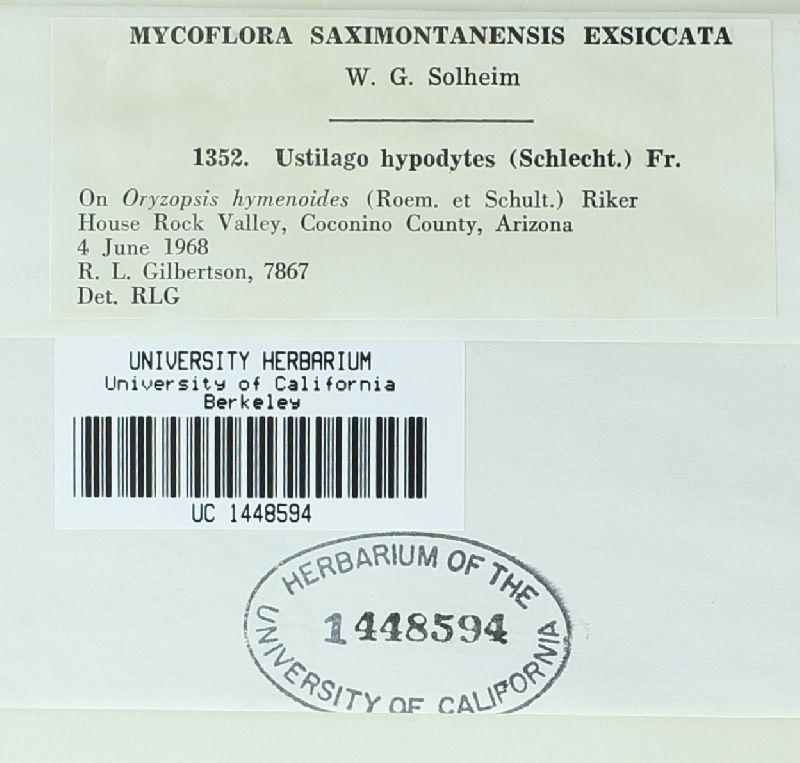 MYCOFLORA SAXIMONTANENSIS EXSICCATA
W. G. Solheim
1352. Ustilago hypodytes (Schlecht.) Fr.
On Oryzopsis hymenoides (Roem. et Schult.) Riker
House Rock Valley, Coconino County, Arizona
4 June 1968
R. L. Gilbertson, 7867
Det. RLG
UNIVERSITY HERBARIUM
University of California
Berkeley
UC 1448594
HERBARIUM OF THE
1448594
UNIVERSITY OF CALIFORNIA